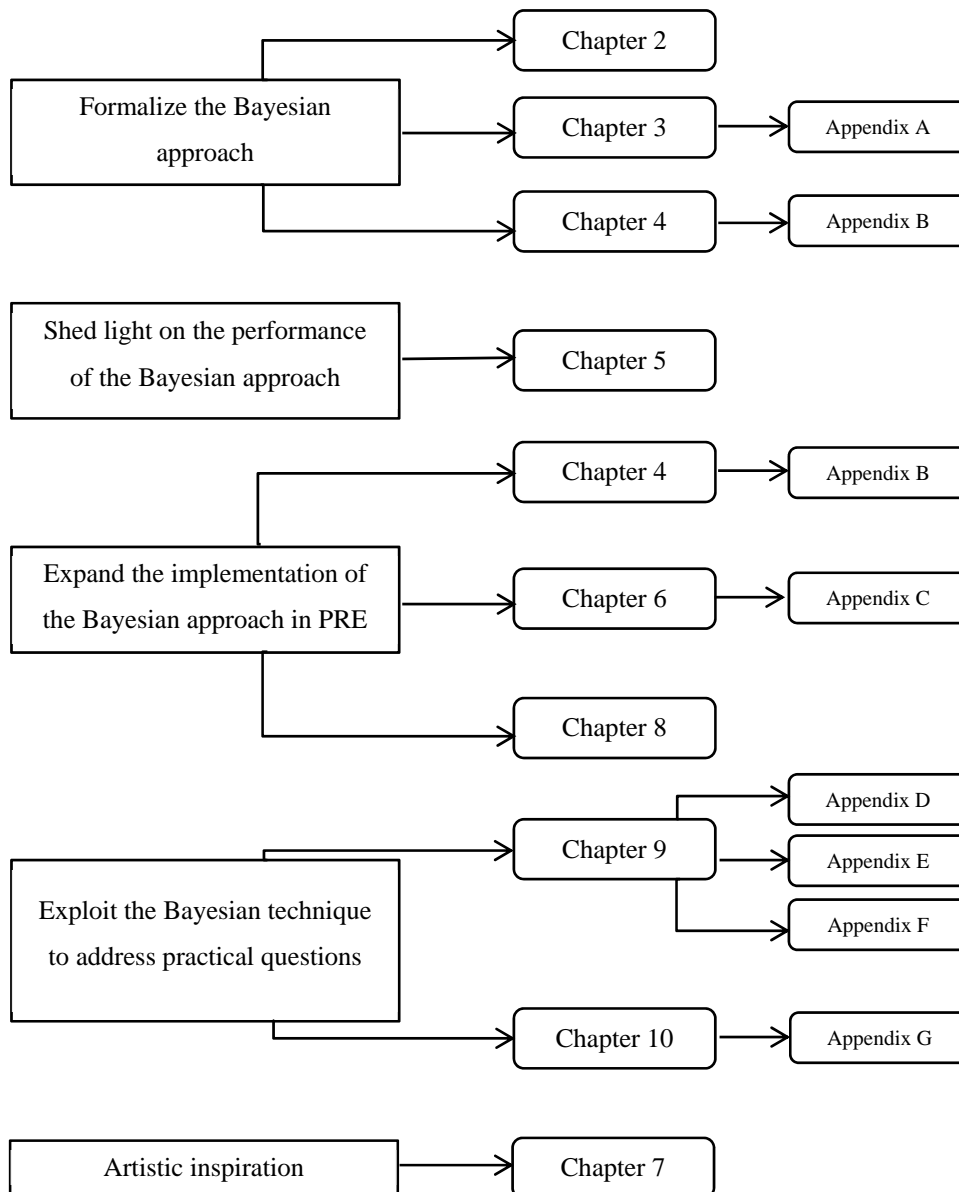 Chapter 2
Formalize the Bayesian
approach
Chapter 3
Appendix A
Chapter 4
Appendix B
Shed light on the performance
of the Bayesian approach
Chapter 5
Chapter 4
Appendix B
Expand the implementation of
the Bayesian approach in PRE
Chapter 6
Appendix C
Chapter 8
Exploit the Bayesian technique
to address practical questions
Chapter 9
Appendix D
Appendix E
Appendix F
Chapter 10
Appendix G
Artistic inspiration
Chapter 7